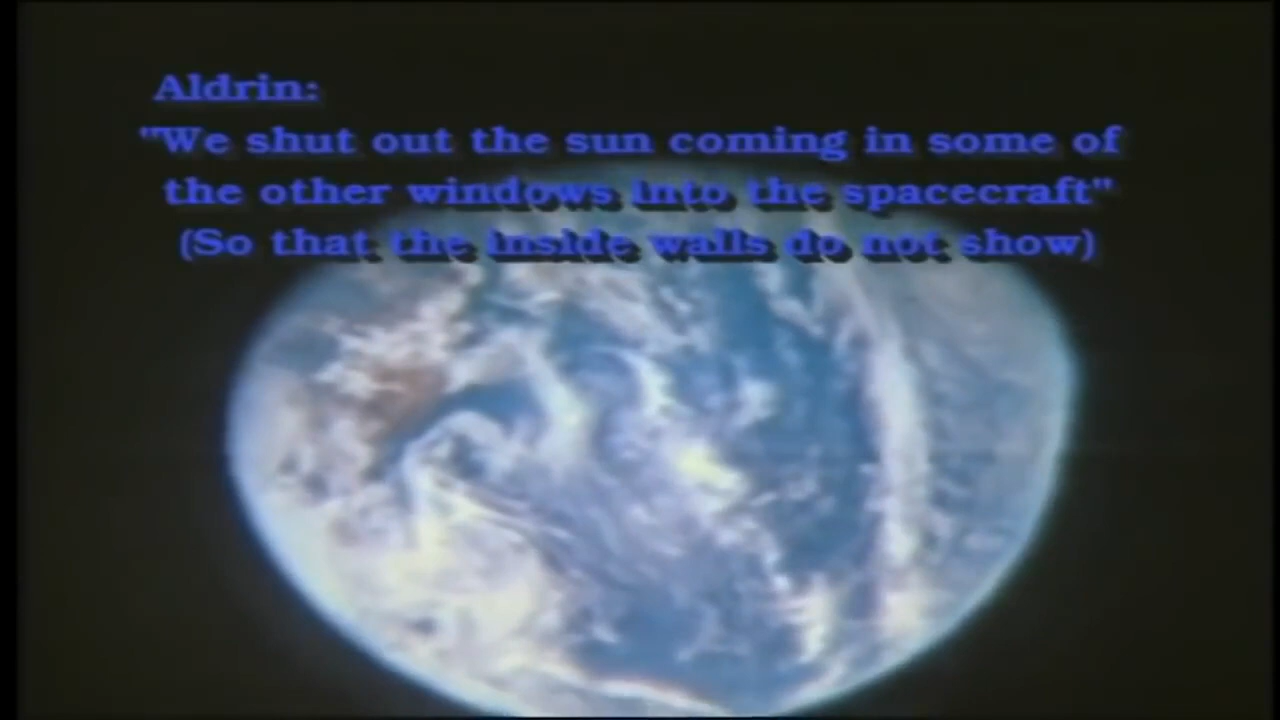 Aldrin:
"We shut out the sun coming in some of
the other windows into the spacecraft"
(So that the inside walls do not show)